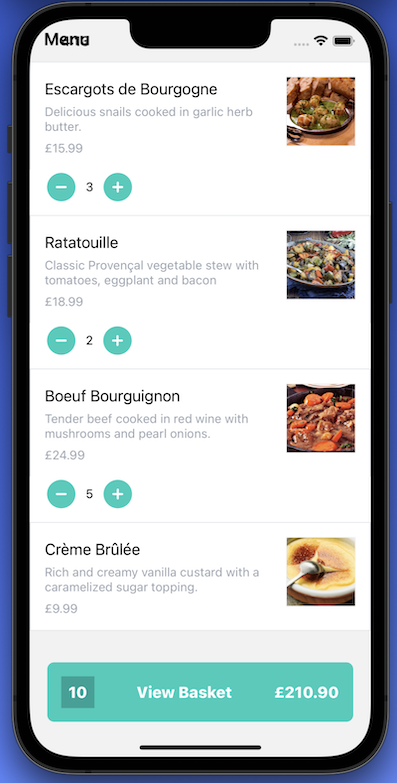 Menu
Escargots de Bourgogne
Delicious snails cooked in garlic herb
butter.
£15.99
3
Ratatouille
Classic Provençal vegetable stew with
tomatoes, eggplant and bacon
£18.99
2
Boeuf Bourguignon
Tender beef cooked in red wine with
mushrooms and pearl onions.
£24.99
5
Crème Brûlée
Rich and creamy vanilla custard with a
caramelized sugar topping.
£9.99
10 View Basket £210.90